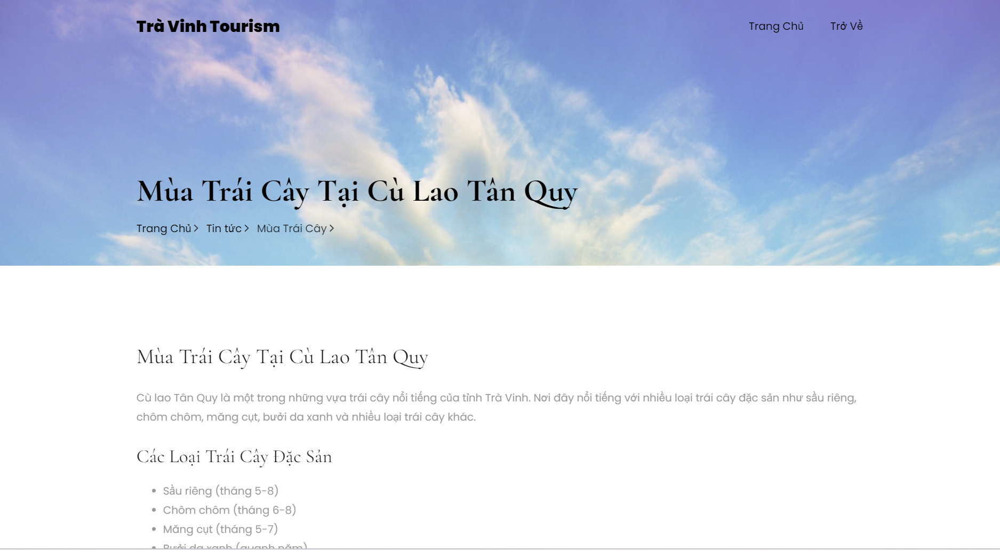 Trà Vinh Tourism
Trang Chủ
Trở Về
Mùa Trái Cây Tại Cù Lao Tân Quy
Trang Chủ > Tin tức > Mùa Trái Cây >
Mùa Trái Cây Tại Cù Lao Tân Quy
Cù lao Tân Quy là một trong những vựa trái cây nổi tiếng của tỉnh Trà Vinh. Nơi đây nổi tiếng với nhiều loại trái cây đặc sản như sầu riêng,
chôm chôm, măng cụt, bưởi da xanh và nhiều loại trái cây khác.
Các Loại Trái Cây Đặc Sản
• Sầu riêng (tháng 5-8)
• Chôm chôm (tháng 6-8)
• Măng cụt (tháng 5-7)
• Bưởi da xanh (quanh năm)